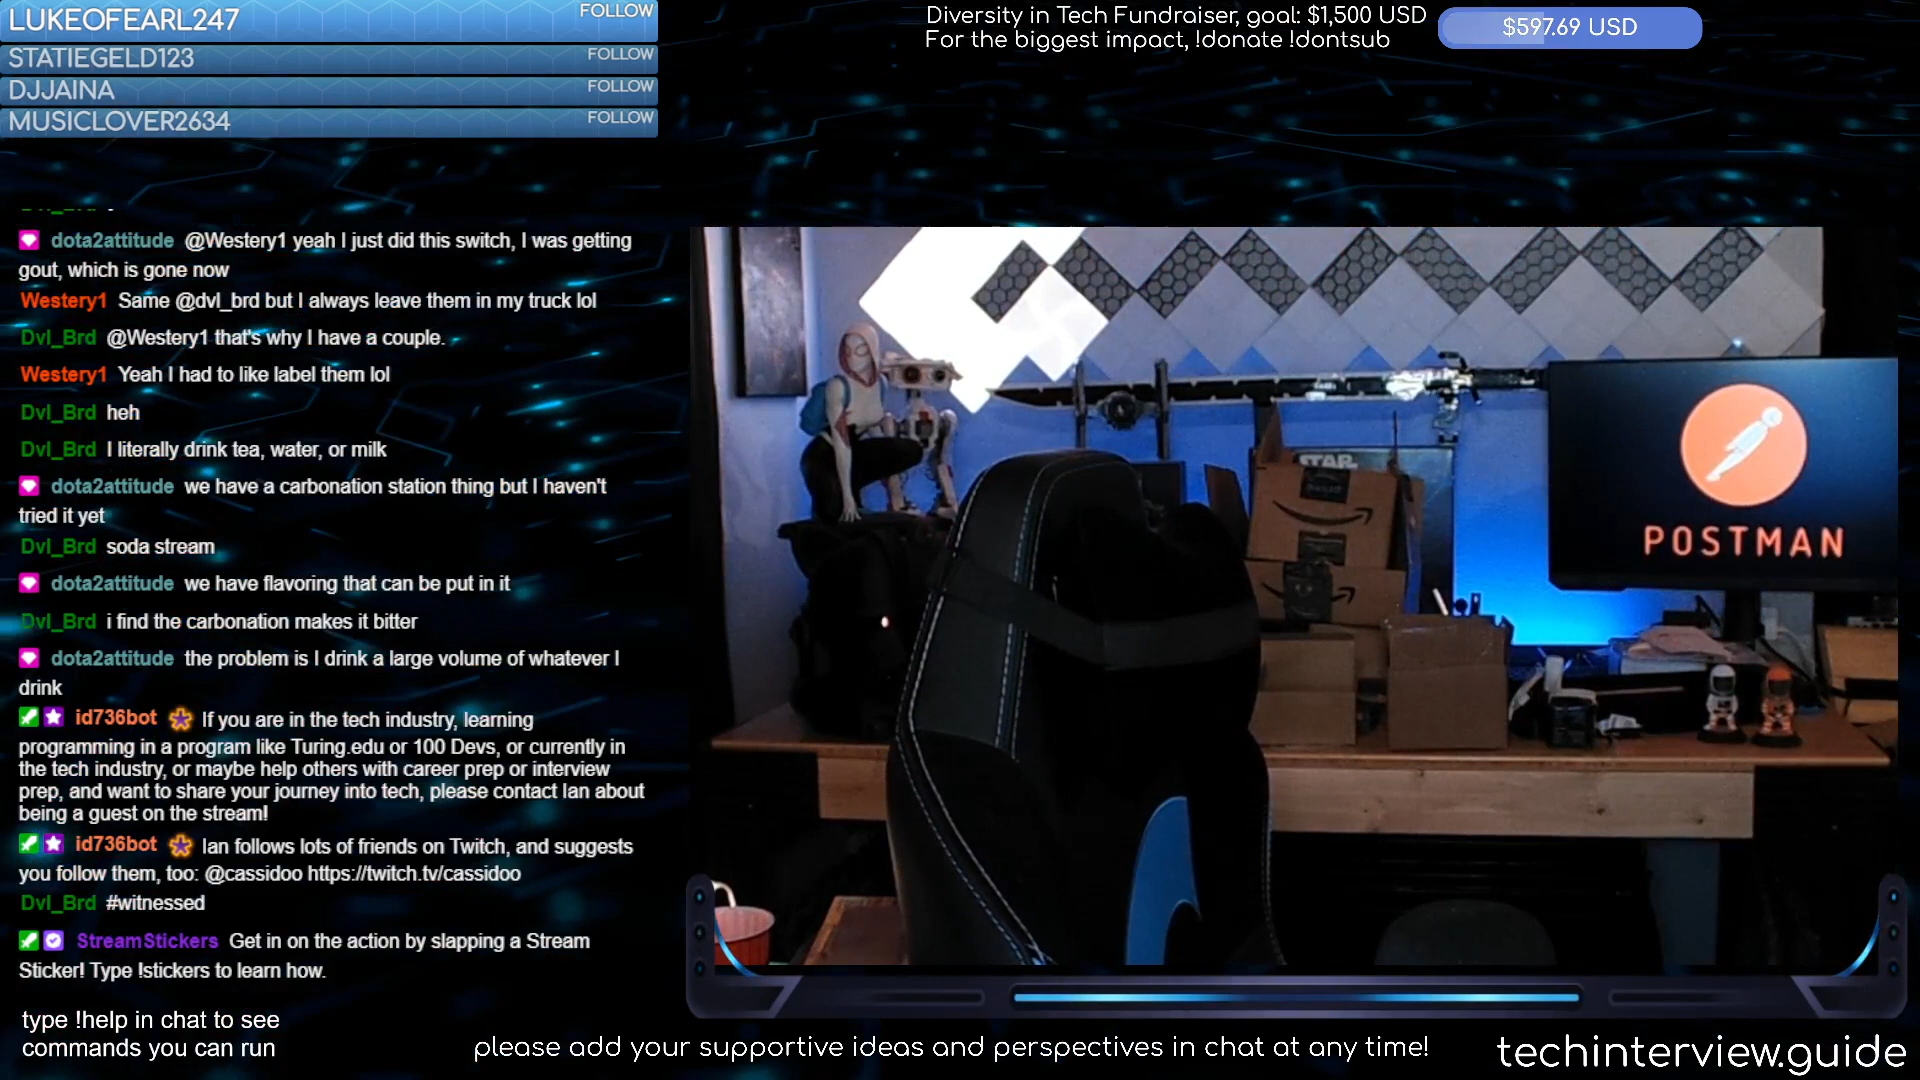 LUKEOFEARL247 FOLLOW
STATIEGELD123 FOLLOW
DJJAINA FOLLOW
MUSICLOVER2634 FOLLOW
Diversity in Tech Fundraiser, goal: $1,500 USD
For the biggest impact, !donate !dontsub
$597.69 USD
dota2attitude @Westery1 yeah I just did this switch, I was getting
gout, which is gone now
Westery1 Same @dvl_brd but I always leave them in my truck lol
Dvl_Brd @Westery1 that's why I have a couple.
Westery1 Yeah I had to like label them lol
Dvl_Brd heh
Dvl_Brd I literally drink tea, water, or milk
dota2attitude we have a carbonation station thing but I haven't
tried it yet
Dvl_Brd soda stream
dota2attitude we have flavoring that can be put in it
Dvl_Brd i find the carbonation makes it bitter
dota2attitude the problem is I drink a large volume of whatever I
drink
id736bot If you are in the tech industry, learning
programming in a program like Turing.edu or 100 Devs, or currently in
the tech industry, or maybe help others with career prep or interview
prep, and want to share your journey into tech, please contact Ian about
being a guest on the stream!
id736bot Ian follows lots of friends on Twitch, and suggests
you follow them, too: @cassidoo https://twitch.tv/cassidoo
Dvl_Brd #witnessed
StreamStickers Get in on the action by slapping a Stream
Sticker! Type !stickers to learn how.
type !help in chat to see
commands you can run
STAR
POSTMAN
please add your supportive ideas and perspectives in chat at any time!
techinterview.guide